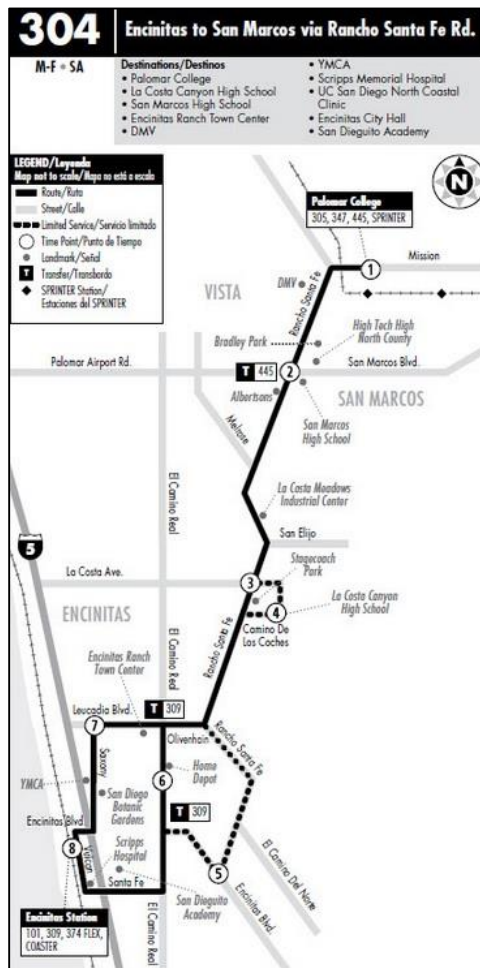 304
Encinitas to San Marcos via Rancho Santa Fe Rd.
M-F • SA
Destinations/Destinos
• Palomar College
• La Costa Canyon High School
• San Marcos High School
• Encinitas Ranch Town Center
• DMV
• YMCA
• Scripps Memorial Hospital
• UC San Diego North Coastal
Clinic
• Encinitas City Hall
• San Dieguito Academy
LEGEND/Leyenda
Map not to scale/Mapa no está a escala
Route/Ruta
Street/Calle
Limited Service/Servicio limitado
Time Point/Punto de Tiempo
Landmark/Señal
T Transfer/Transbordo
SPRINTER Station/
Estaciones del SPRINTER
N
Palomar College
305, 347, 445, SPRINTER
1
Mission
VISTA
DMV
Rancho Santa Fe
Bradley Park
High Tech High
North County
Palomar Airport Rd.
T 445
2
San Marcos Blvd.
Albertsons
SAN MARCOS
San Marcos
High School
Melrose
El Camino Real
La Costa Meadows
Industrial Center
San Elijo
5
La Costa Ave.
3
Stagecoach
Park
4
La Costa Canyon
High School
Camino De
Los Coches
ENCINITAS
Rancho Santa Fe
El Camino Real
Encinitas Ranch
Town Center
T 309
Leucadia Blvd.
7
Olivenhain
Rancho Santa Fe
6
Home
Depot
Saxony
YMCA
San Diego
Botanic
Gardens
T 309
Encinitas Blvd
8
Vulcan
Scripps
Hospital
Santa Fe
5
El Camino Del Norte
Encinitas Blvd.
San Dieguito
Academy
El Camino Real
Encinitas Station
101, 309, 374 FLEX,
COASTER